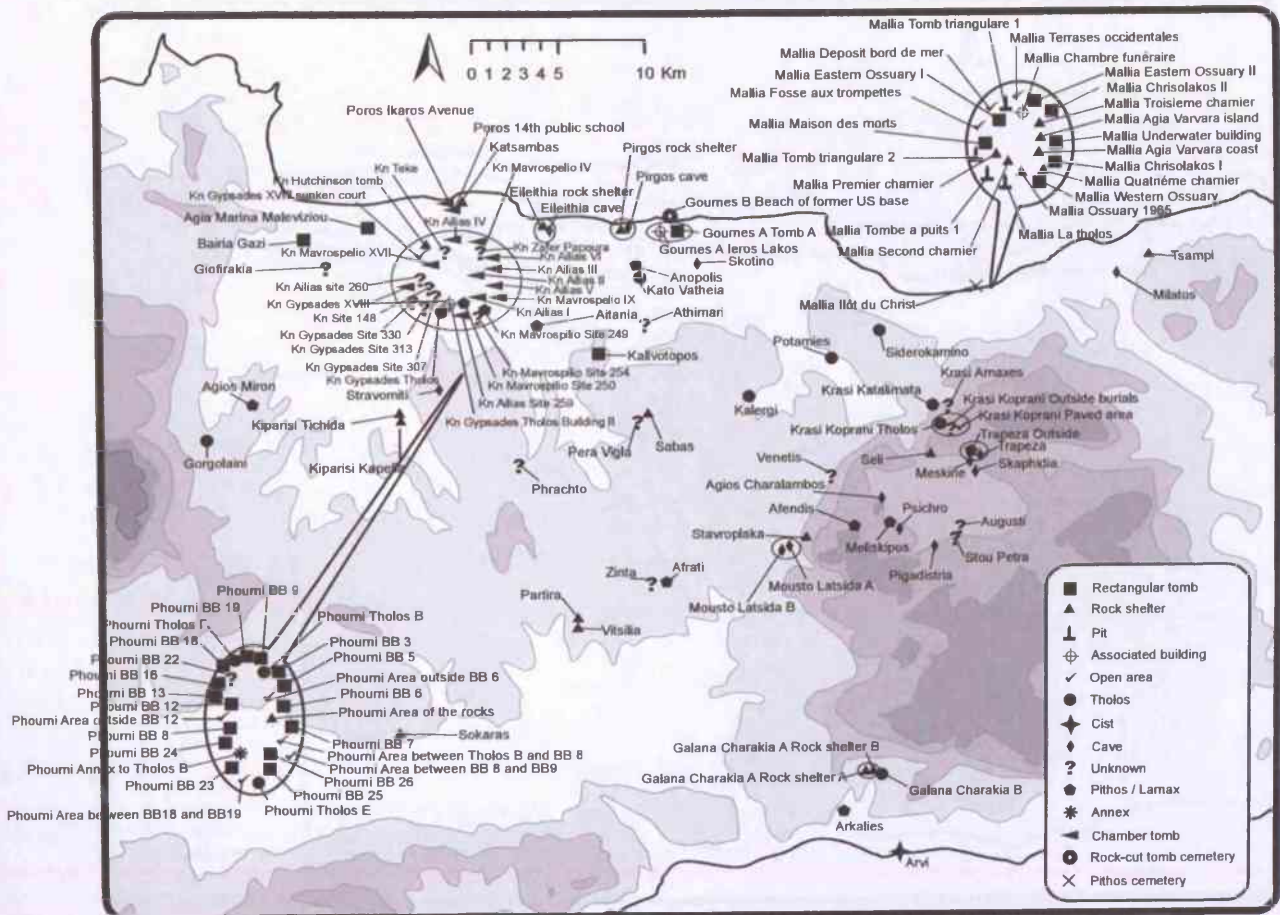 0 1 2 3 4 5 10 Km
Mallia Tomb triangulare 1
Mallia Terrases occidentales
Mallia Deposit bord de mer
Mallia Chambre funéraire
Mallia Eastern Ossuary I
Mallia Eastern Ossuary II
Mallia Fosse aux trompettes
Mallia Chrisolakos II
Mallia Troisieme charnier
Mallia Agia Varvara island
Mallia Maison des morts
Mallia Underwater building
Mallia Agia Varvara coast
Mallia Tomb triangulare 2
Mallia Chrisolakos I
Mallia Premier charnier
Mallia Quatriéme charnier
Mallia Western Ossuary
Mallia Ossuary 1965
Mallia Tombe a puits 1
Mallia La tholos
Mallia Second charnier
Mallia Ilôt du Christ
Poros Ikaros Avenue
Poros 14th public school
Katsambas
Kn Teke
Kn Mavrospelio IV
Pirgos rock shelter
Kn Hutchinson tomb
Pirgos cave
Kn Gypsades XVIII sunken court
Eileithia rock shelter
Eileithia cave
Goumes B Beach of former US base
Agia Marina Maleviziou
Kn Ailias IV
Goumes A Tomb A
Bairia Gazi
Kn Mavrospelio XVII
Kn Zafer Papoura
Kn Ailias VI
Goumes A Ieros Lakos
Giofirakia
Kn Ailias III
Skotino
Tsampi
Kn Ailias site 260
Kn Ailias II
Anopolis
Milatos
Kn Ailias V
Kato Vatheia
Kn Gypsades XVIII
Kn Mavrospelio IX
Kn Site 148
Kn Ailias I
Aitania
Athimari
Kn Gypsades Site 330
Kn Mavrospilio Site 249
Kn Gypsades Site 313
Kn Gypsades Site 307
Kalivotopos
Potamies
Siderokamino
Kn Gypsades Tholos
Kn Mavrospilio Site 254
Stravomiti
Kn Mavrospilio Site 250
Krasi Armaxes
Agios Miron
Kn Ailias Site 259
Krasi Katalimata
Krasi Koprani Outside burials
Kiparisi Tichida
Kn Gypsades Tholos Building II
Kalergi
Krasi Koprani Paved area
Krasi Koprani Tholos
Gorgolaini
Pera Vigla
Sabas
Trapeza Outside
Trapeza
Kiparisi Kapella
Venetis
Seli
Meskine
Skaphidia
Phrachto
Agios Charalambos
Afendis
Psichro
Augusti
Stavroplaka
Meliskipos
Stou Petra
Zinta
Afrati
Mousto Latsida A
Pigadistria
Partira
Mousto Latsida B
Vitsilia
Phourni BB 9
Phourni BB 19
Phourni Tholos B
Phourni Tholos Γ
Phourni BB 18
Phourni BB 3
Phourni BB 22
Phourni BB 5
Phourni BB 16
Phourni Area outside BB 6
Phourni BB 13
Phourni BB 6
Phourni BB 12
Phourni Area outside BB 12
Phourni Area of the rocks
Phourni BB 8
Sokaras
Phourni BB 7
Phourni BB 24
Phourni Area between Tholos B and BB 8
Phourni Annex to Tholos B
Phourni Area between BB 8 and BB9
Phourni BB 23
Phourni BB 26
Phourni BB 25
Phourni Area between BB18 and BB19
Phourni Tholos E
Galana Charakia A Rock shelter B
Galana Charakia A Rock shelter A
Galana Charakia B
Arkalies
Arvi
Rectangular tomb
Rock shelter
Pit
Associated building
Open area
Tholos
Cist
Cave
? Unknown
Pithos / Larnax
Annex
Chamber tomb
Rock-cut tomb cemetery
Pithos cemetery